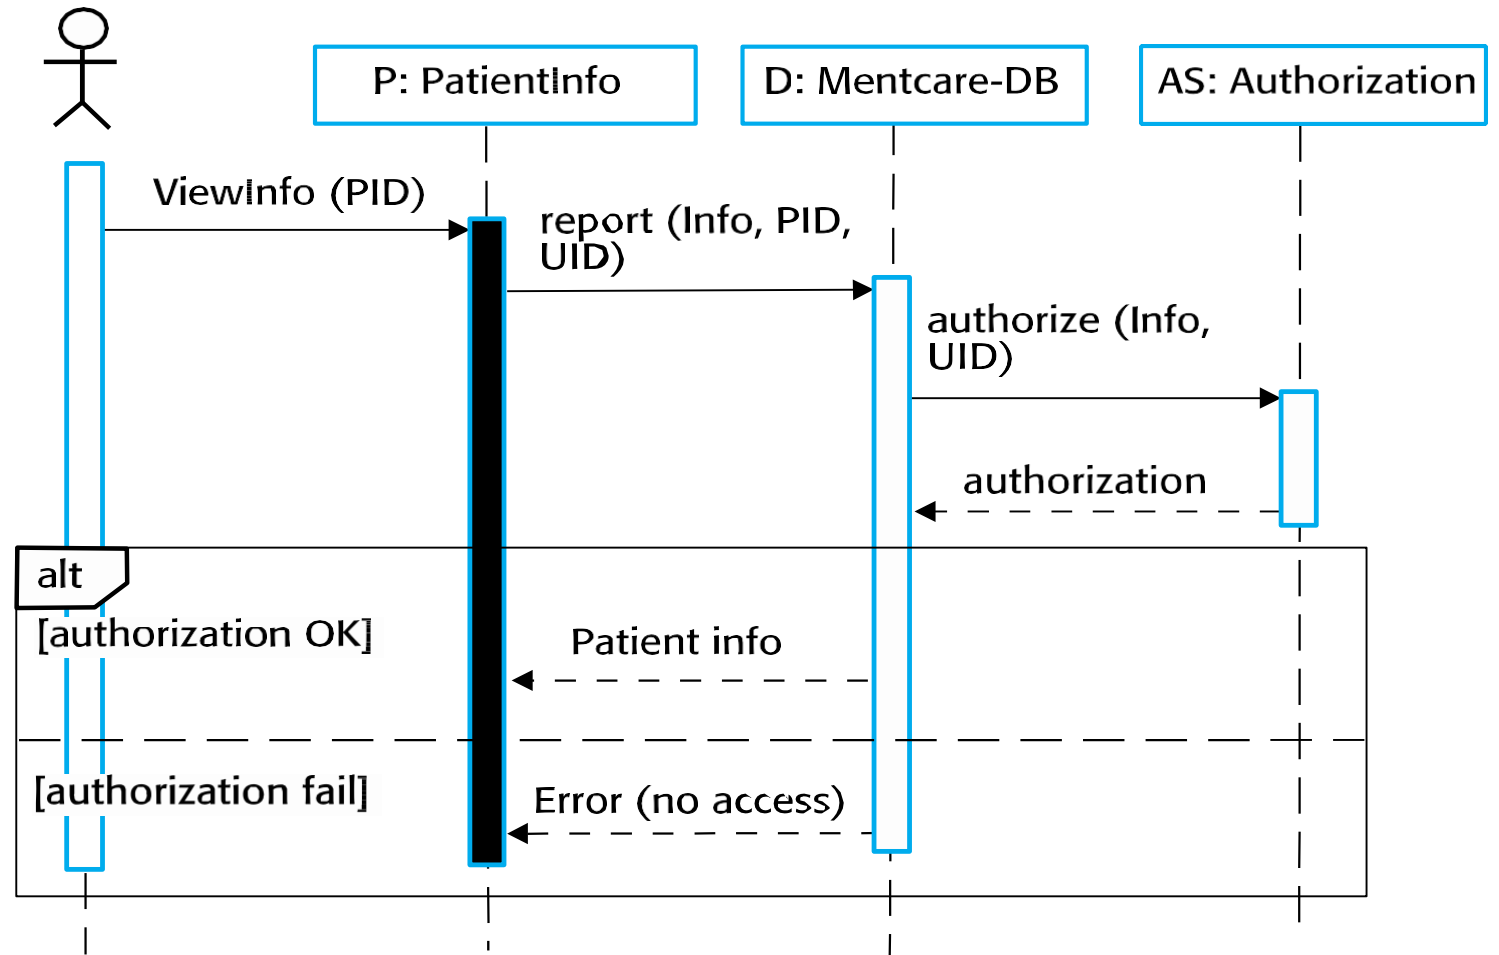 P: PatientInfo
D: Mentcare-DB
AS: Authorization
ViewInfo (PID)
report (Info, PID,
UID)
authorize (Info,
UID)
authorization
alt
[authorization OK]
Patient info
[authorization fail]
Error (no access)